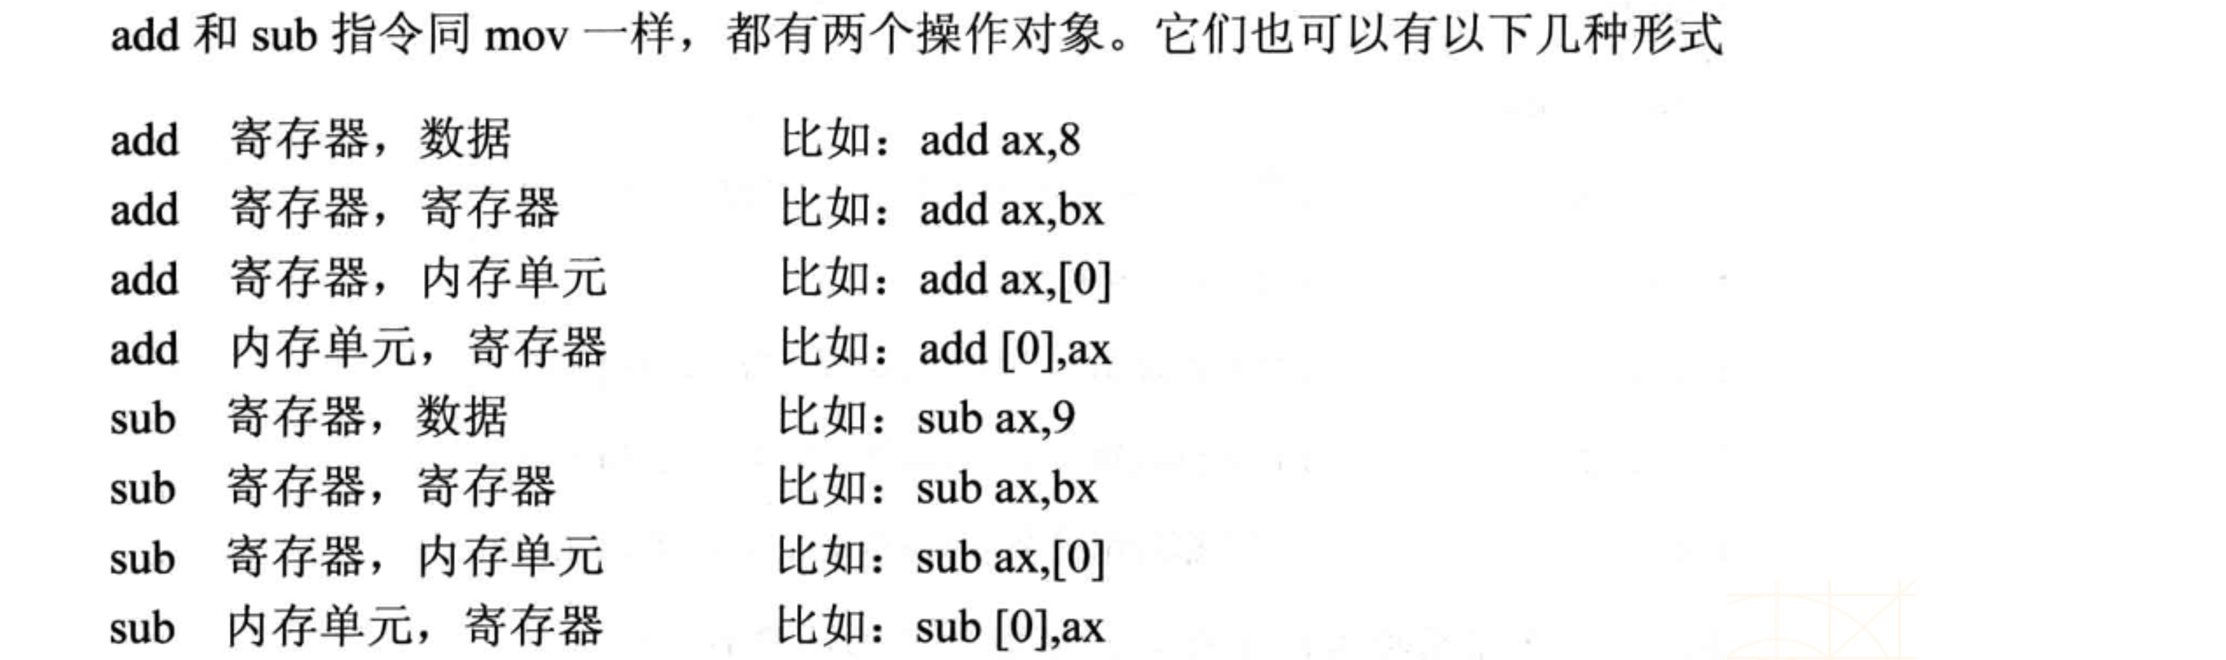 add 和 sub 指令同 mov 一样，都有两个操作对象。它们也可以有以下几种形式
add 寄存器，数据 比如：add ax,8
add 寄存器，寄存器 比如：add ax,bx
add 寄存器，内存单元 比如：add ax,[0]
add 内存单元，寄存器 比如：add [0],ax
sub 寄存器，数据 比如：sub ax,9
sub 寄存器，寄存器 比如：sub ax,bx
sub 寄存器，内存单元 比如：sub ax,[0]
sub 内存单元，寄存器 比如：sub [0],ax